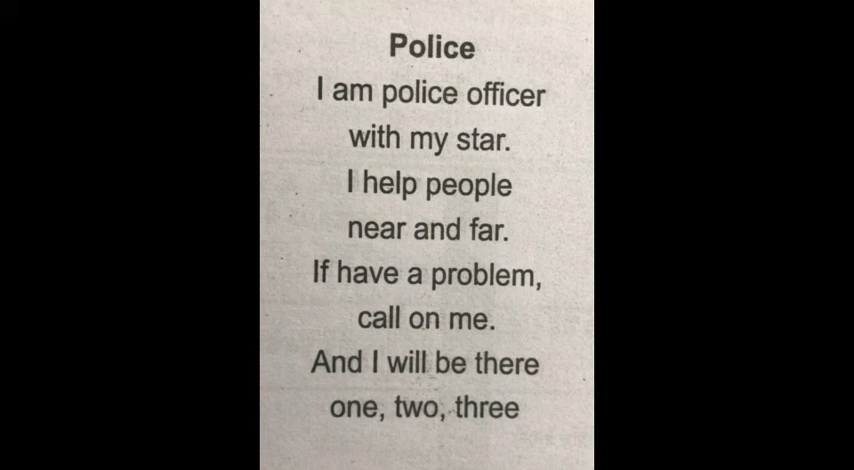 Police
I am police officer
with my star.
I help people
near and far.
If have a problem,
call on me.
And I will be there
one, two, three